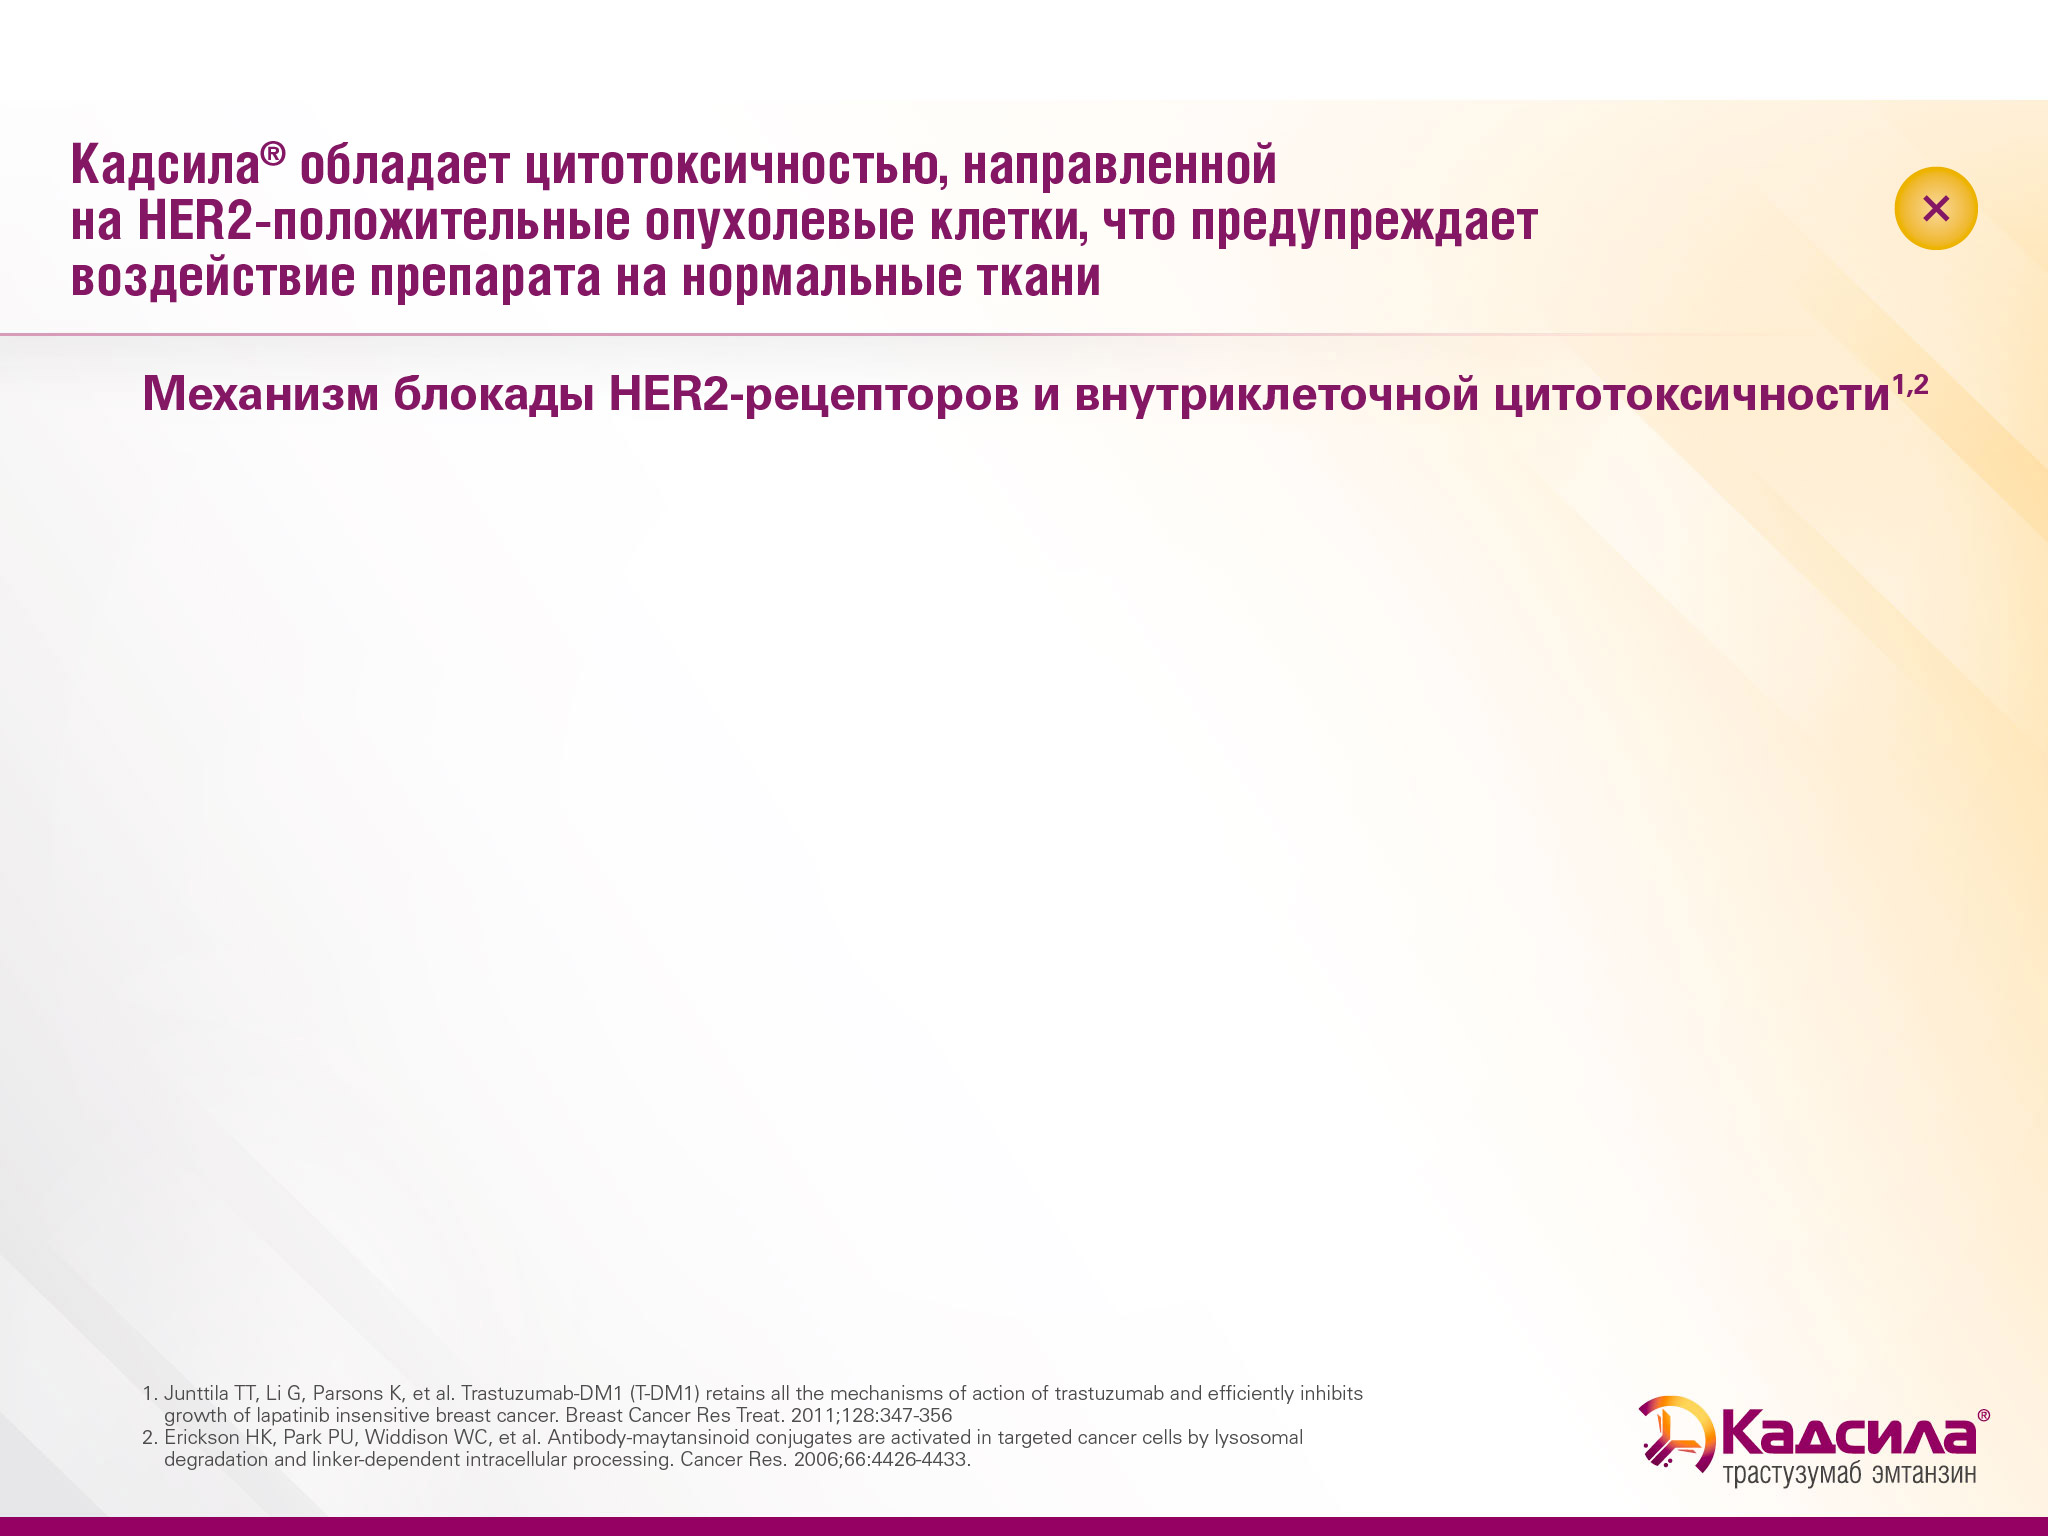 Кадсила® обладает цитотоксичностью, направленной
на HER2-положительные опухолевые клетки, что предупреждает
воздействие препарата на нормальные ткани
Механизм блокады HER2-рецепторов и внутриклеточной цитотоксичности1,2
1. Junttila TT, Li G, Parsons K, et al. Trastuzumab-DM1 (T-DM1) retains all the mechanisms of action of trastuzumab and efficiently inhibits
growth of lapatinib insensitive breast cancer. Breast Cancer Res Treat. 2011;128:347-356
2. Erickson HK, Park PU, Widdison WC, et al. Antibody-maytansinoid conjugates are activated in targeted cancer cells by lysosomal
degradation and linker-dependent intracellular processing. Cancer Res. 2006;66:4426-4433.
Кадсила®
трастузумаб эмтанзин